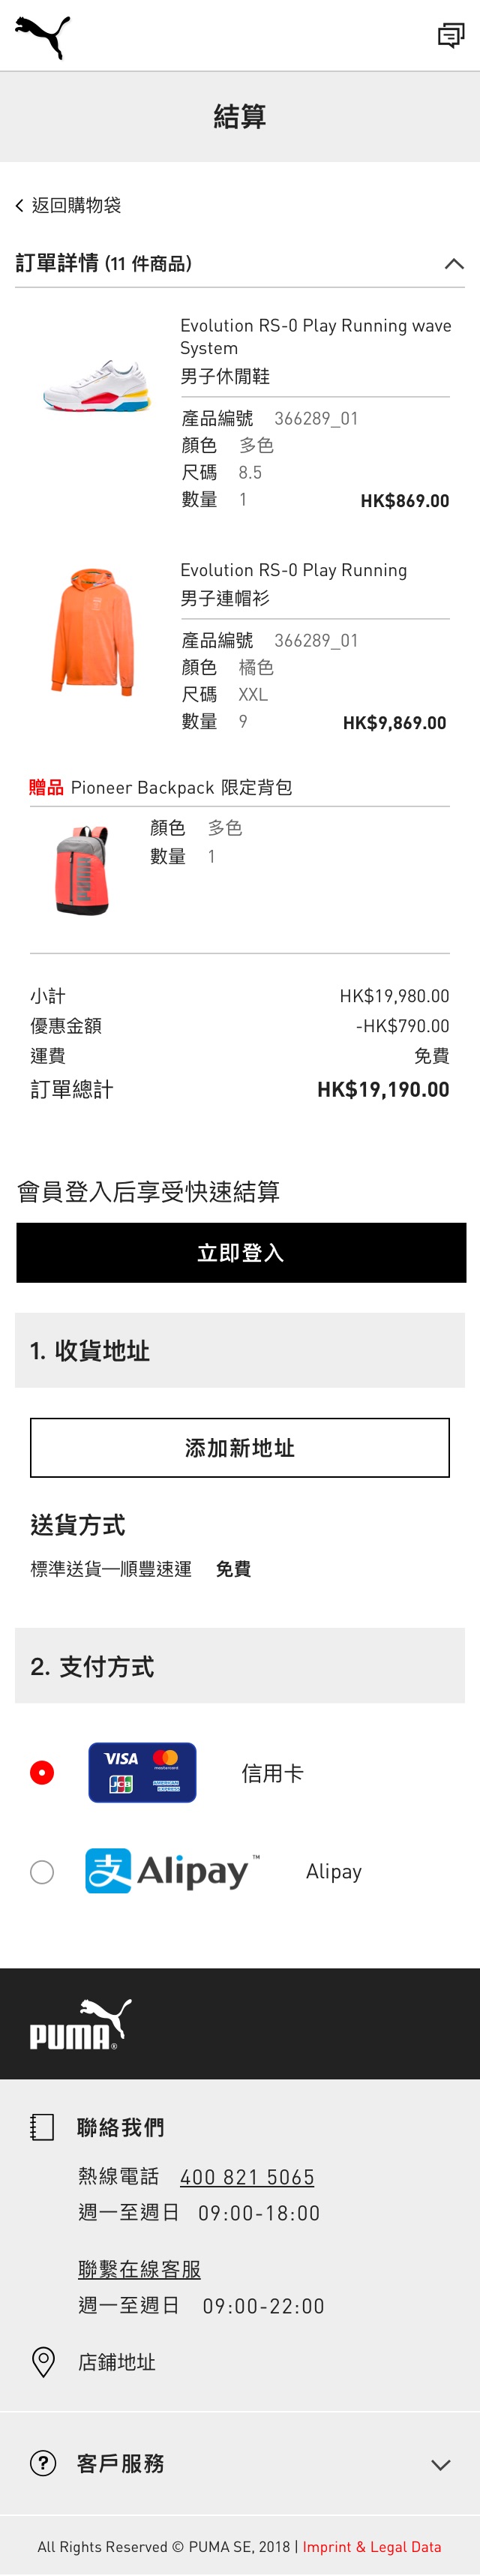 結算
返回購物袋
訂單詳情 (11 件商品)
Evolution RS-0 Play Running wave
System
男子休閒鞋
產品編號 366289_01
顏色 多色
尺碼 8.5
數量 1 HK$869.00
Evolution RS-0 Play Running
男子連帽衫
產品編號 366289_01
顏色 橘色
尺碼 XXL
數量 9 HK$9,869.00
贈品 Pioneer Backpack 限定背包
顏色 多色
數量 1
PUMA
小計 HK$19,980.00
優惠金額 -HK$790.00
運費 免費
訂單總計 HK$19,190.00
會員登入后享受快速結算
立即登入
1. 收貨地址
添加新地址
送貨方式
標準送貨—順豐速運 免費
2. 支付方式
VISA mastercard
JCB AMERICAN EXPRESS
信用卡
支 Alipay™ Alipay
PUMA®
聯絡我們
熱線電話 400 821 5065
週一至週日 09:00-18:00
聯繫在線客服
週一至週日 09:00-22:00
店鋪地址
? 客戶服務
All Rights Reserved © PUMA SE, 2018 | Imprint & Legal Data